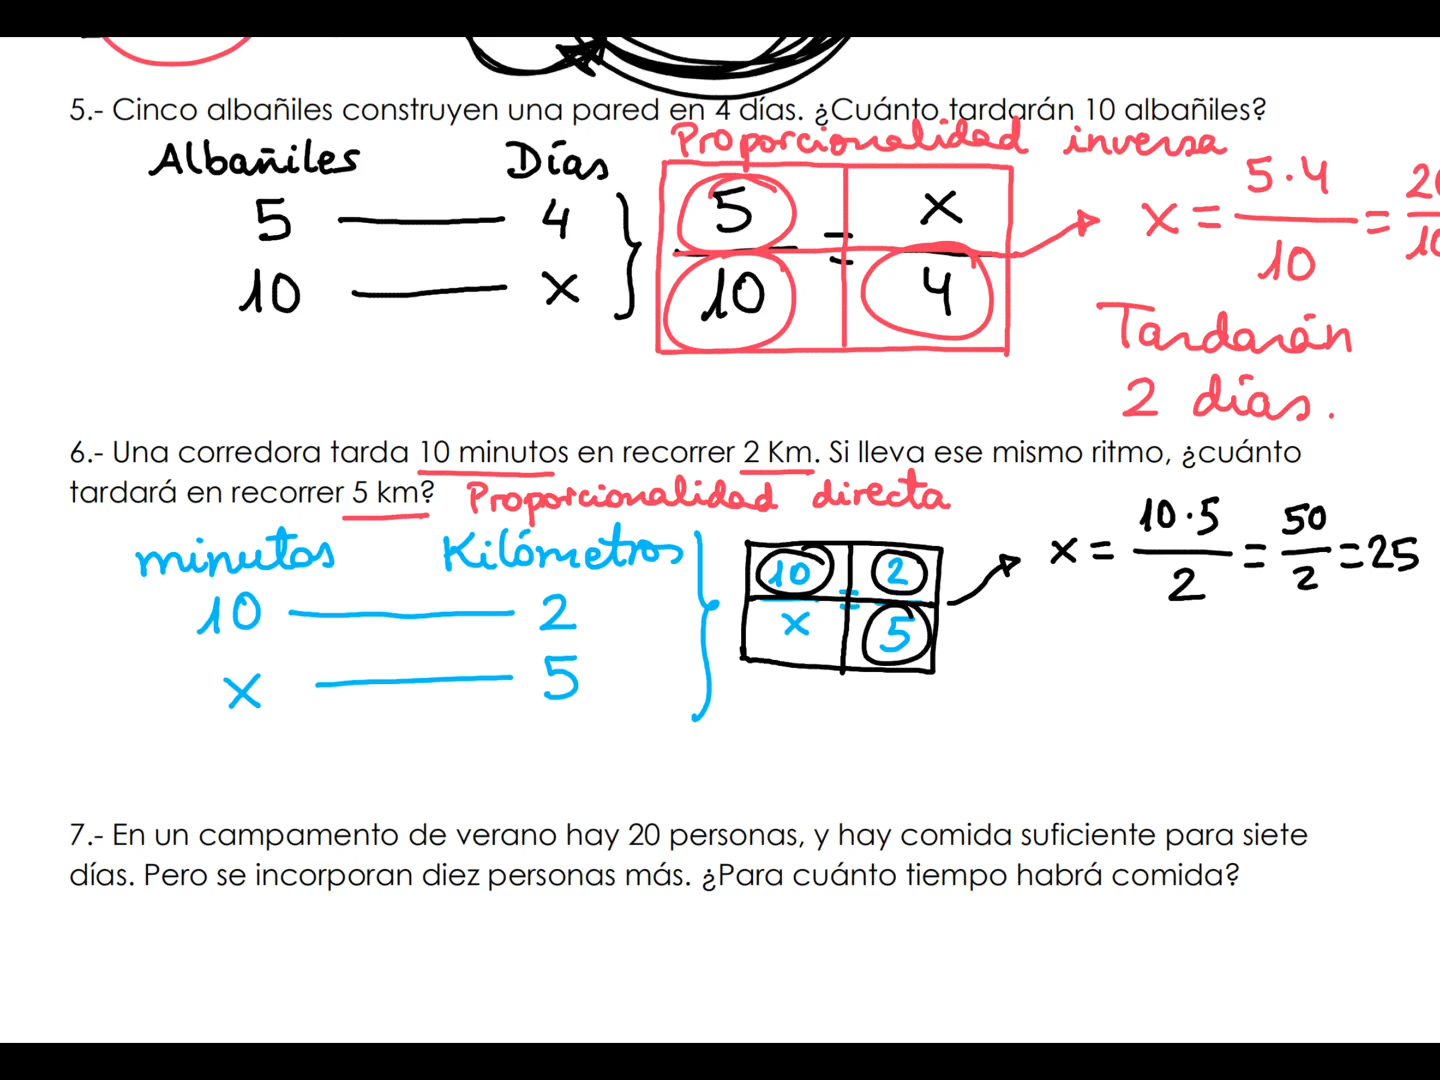 5.- Cinco albañiles construyen una pared en 4 días. ¿Cuánto tardarán 10 albañiles?
Proporcionalidad inversa
Albañiles Días
5 — 4
10 — x
5/10 = x/4
x = 5·4/10 = 20/10
Tardarán
2 días.
6.- Una corredora tarda 10 minutos en recorrer 2 Km. Si lleva ese mismo ritmo, ¿cuánto
tardará en recorrer 5 km? Proporcionalidad directa
minutos Kilómetros
10 — 2
x — 5
10/x = 2/5
x = 10·5/2 = 50/2 = 25
7.- En un campamento de verano hay 20 personas, y hay comida suficiente para siete
días. Pero se incorporan diez personas más. ¿Para cuánto tiempo habrá comida?